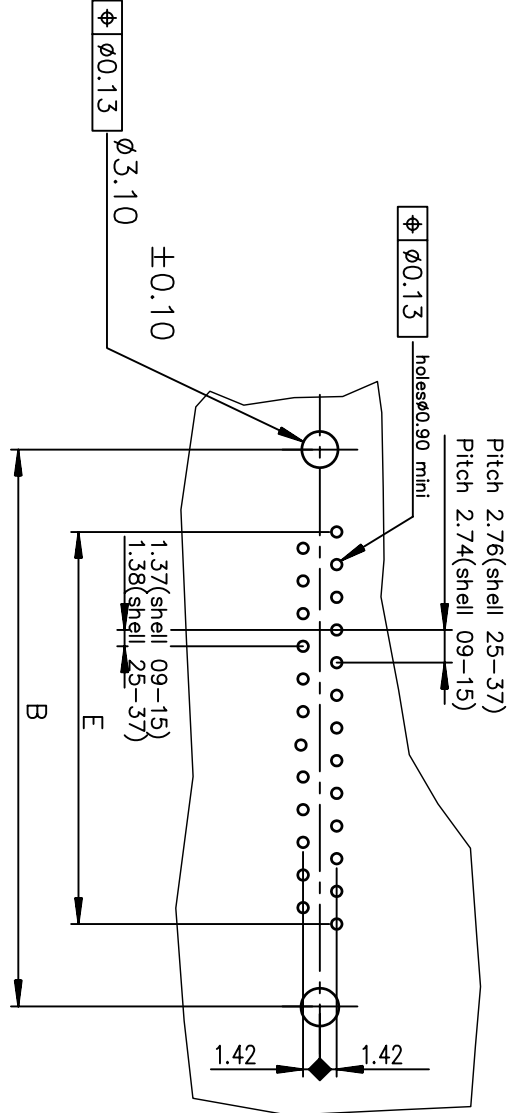 ⌖ Ø0.13
Ø3.10
±0.10
⌖ Ø0.13
holesø0.90 mini
Pitch 2.76(shell 25-37)
Pitch 2.74(shell 09-15)
1.37(shell 09-15)
1.38(shell 25-37)
E
B
1.42
1.42